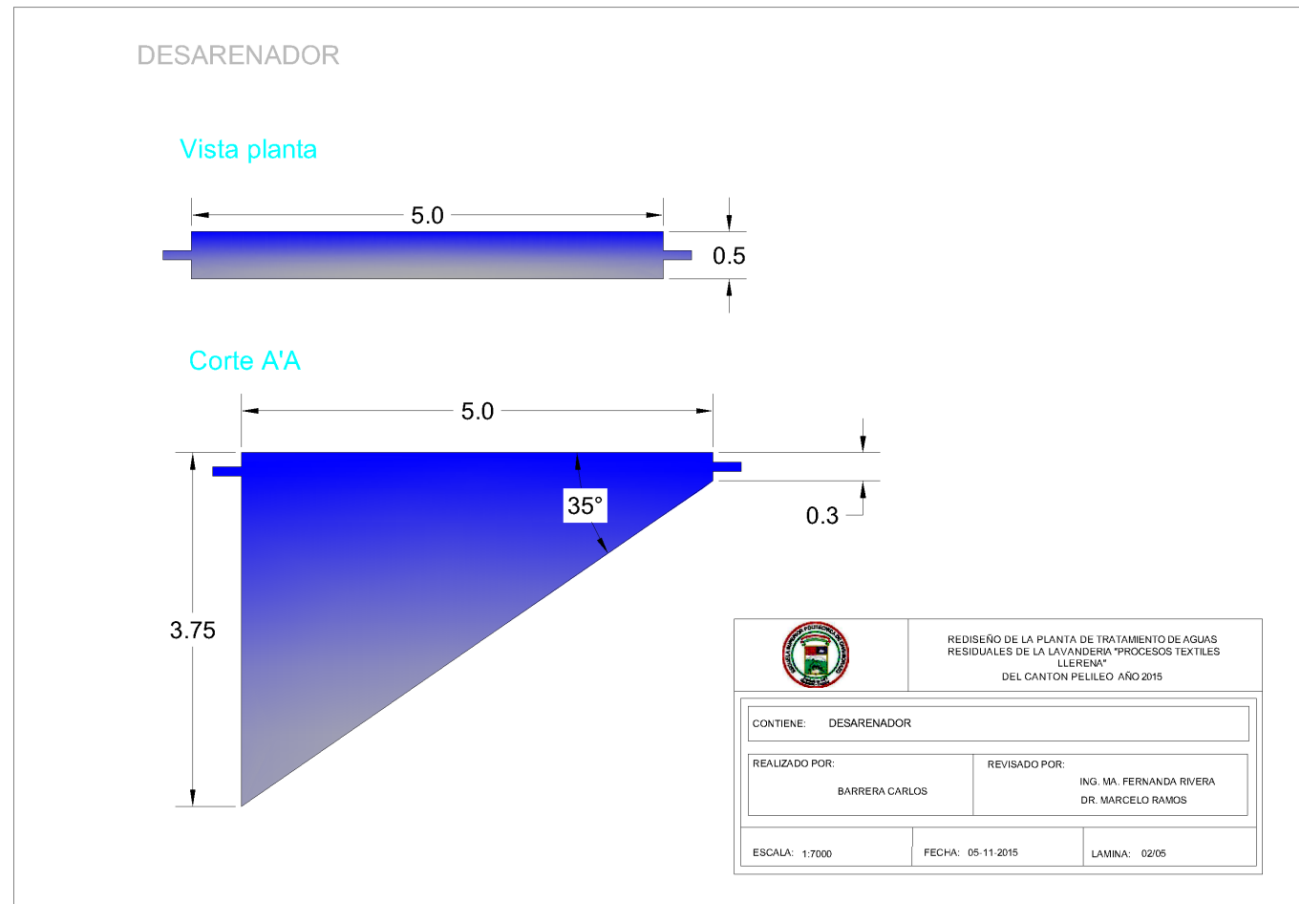 DESARENADOR
Vista planta
5.0
0.5
Corte A'A
5.0
35°
0.3
3.75
REDISEÑO DE LA PLANTA DE TRATAMIENTO DE AGUAS
RESIDUALES DE LA LAVANDERIA "PROCESOS TEXTILES
LLERENA"
DEL CANTON PELILEO AÑO 2015
CONTIENE: DESARENADOR
REALIZADO POR:
BARRERA CARLOS
REVISADO POR:
ING. MA. FERNANDA RIVERA
DR. MARCELO RAMOS
ESCALA: 1:7000
FECHA: 05-11-2015
LAMINA: 02/05